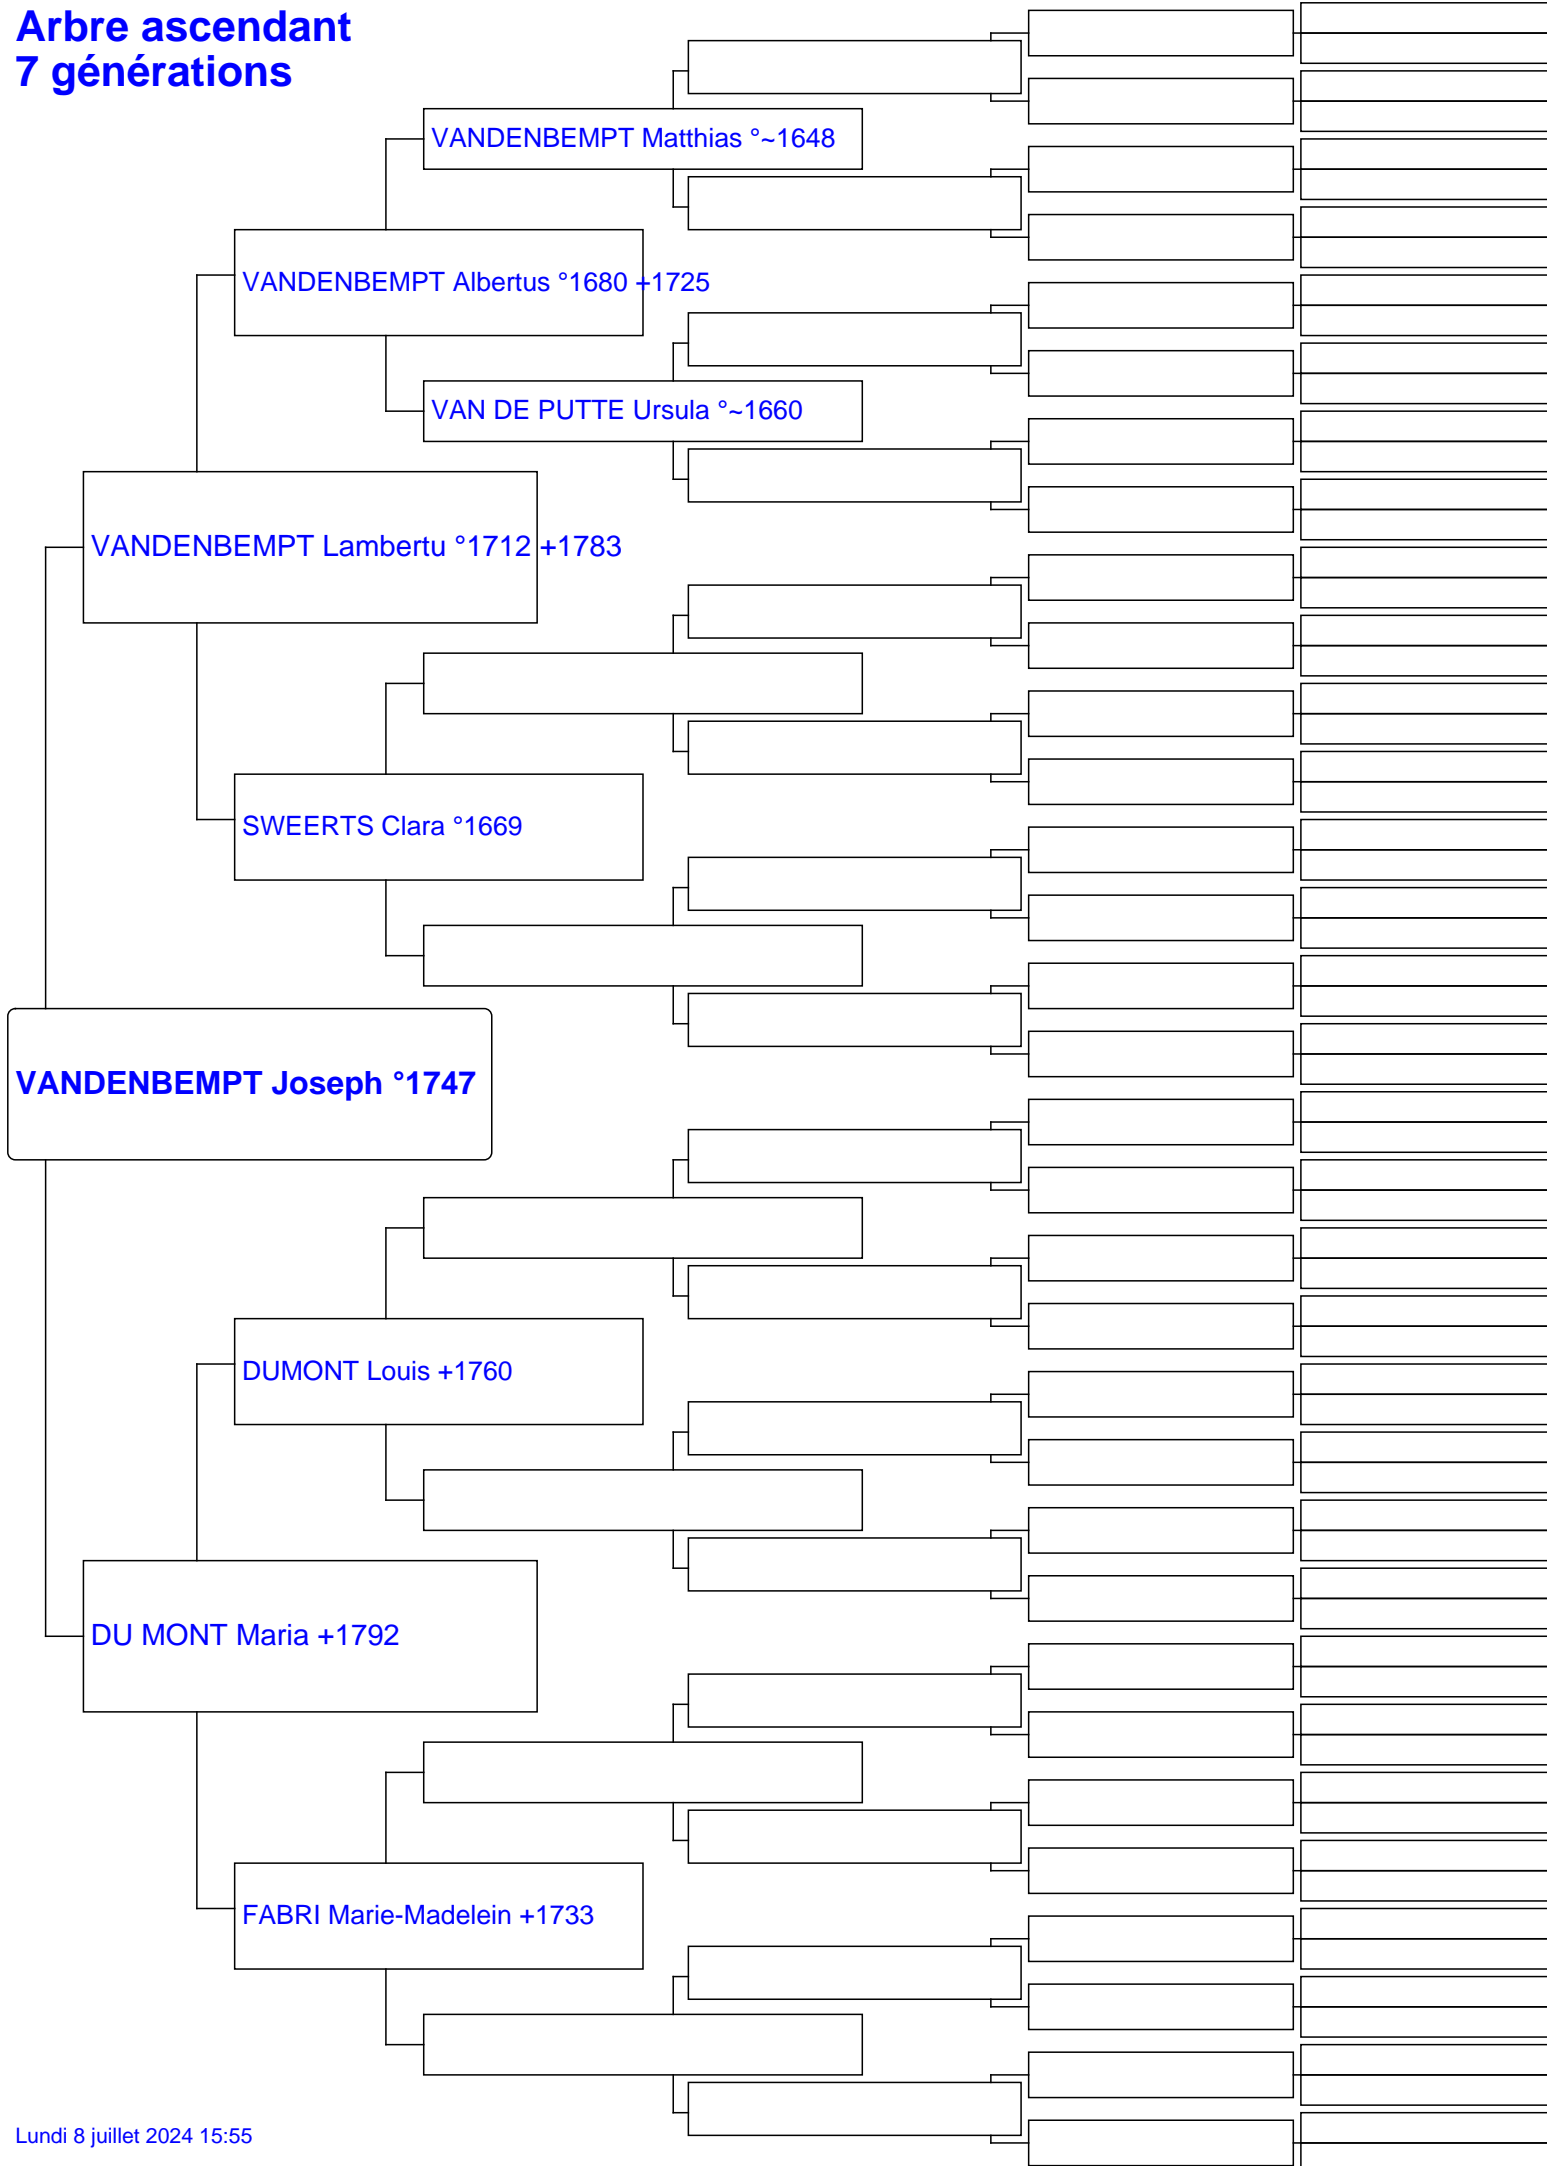 Arbre ascendant
7 générations
VANDENBEMPT Matthias °~1648
VANDENBEMPT Albertus °1680 +1725
VAN DE PUTTE Ursula °~1660
VANDENBEMPT Lambertu °1712 +1783
SWEERTS Clara °1669
VANDENBEMPT Joseph °1747
DUMONT Louis +1760
DU MONT Maria +1792
FABRI Marie-Madelein +1733
Lundi 8 juillet 2024 15:55